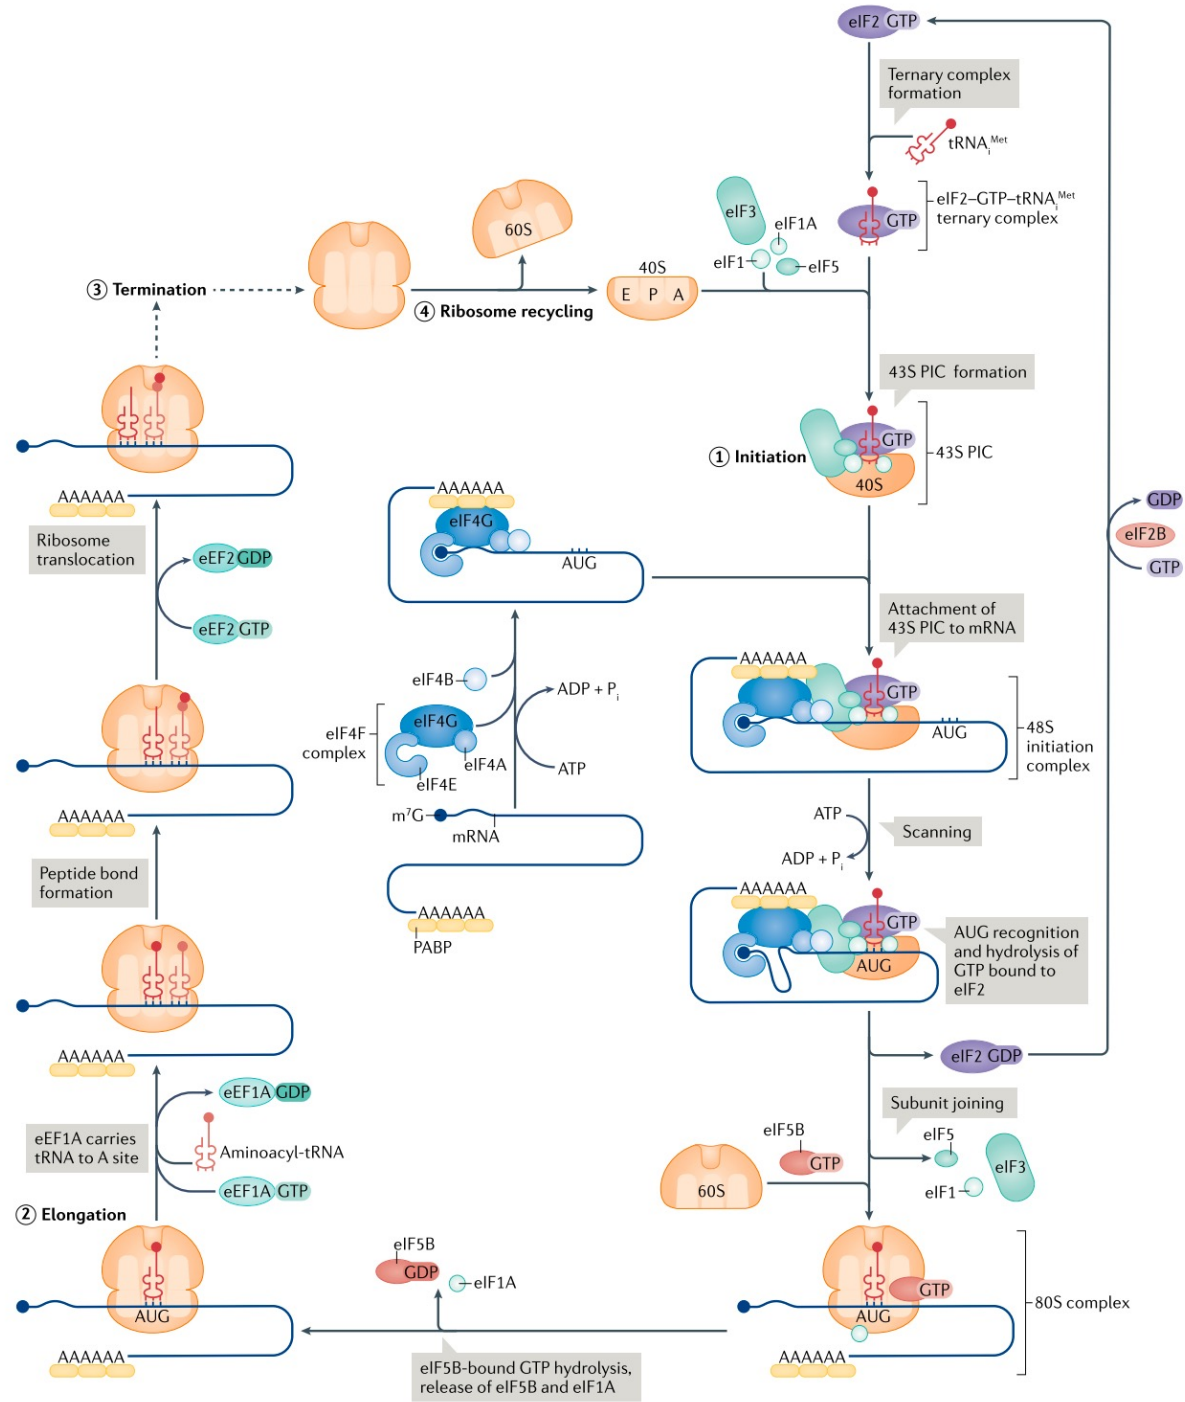 eIF2 GTP
Ternary complex
formation
tRNAiMet
eIF2–GTP–tRNAiMet
ternary complex
GTP
eIF3
eIF1A
eIF1
eIF5
60S
40S
E P A
③ Termination
④ Ribosome recycling
43S PIC formation
GTP
43S PIC
40S
① Initiation
AAAAAA
eIF4G
AUG
AAAAAA
Ribosome
translocation
eEF2 GDP
eEF2 GTP
GDP
eIF2B
GTP
Attachment of
43S PIC to mRNA
AAAAAA
GTP
AUG
48S
initiation
complex
eIF4B
ADP + Pi
eIF4F
complex
eIF4G
eIF4A
eIF4E
ATP
m7G
mRNA
AAAAAA
PABP
AAAAAA
Peptide bond
formation
ATP
Scanning
ADP + Pi
AAAAAA
GTP
AUG
AUG recognition
and hydrolysis of
GTP bound to
eIF2
eIF2 GDP
AAAAAA
eEF1A GDP
eEF1A carries
tRNA to A site
Aminoacyl-tRNA
eEF1A GTP
② Elongation
Subunit joining
eIF5B
GTP
60S
eIF5
eIF3
eIF1
GTP
AUG
80S complex
AAAAAA
eIF5B
GDP
eIF1A
eIF5B-bound GTP hydrolysis,
release of eIF5B and eIF1A
AUG
AAAAAA